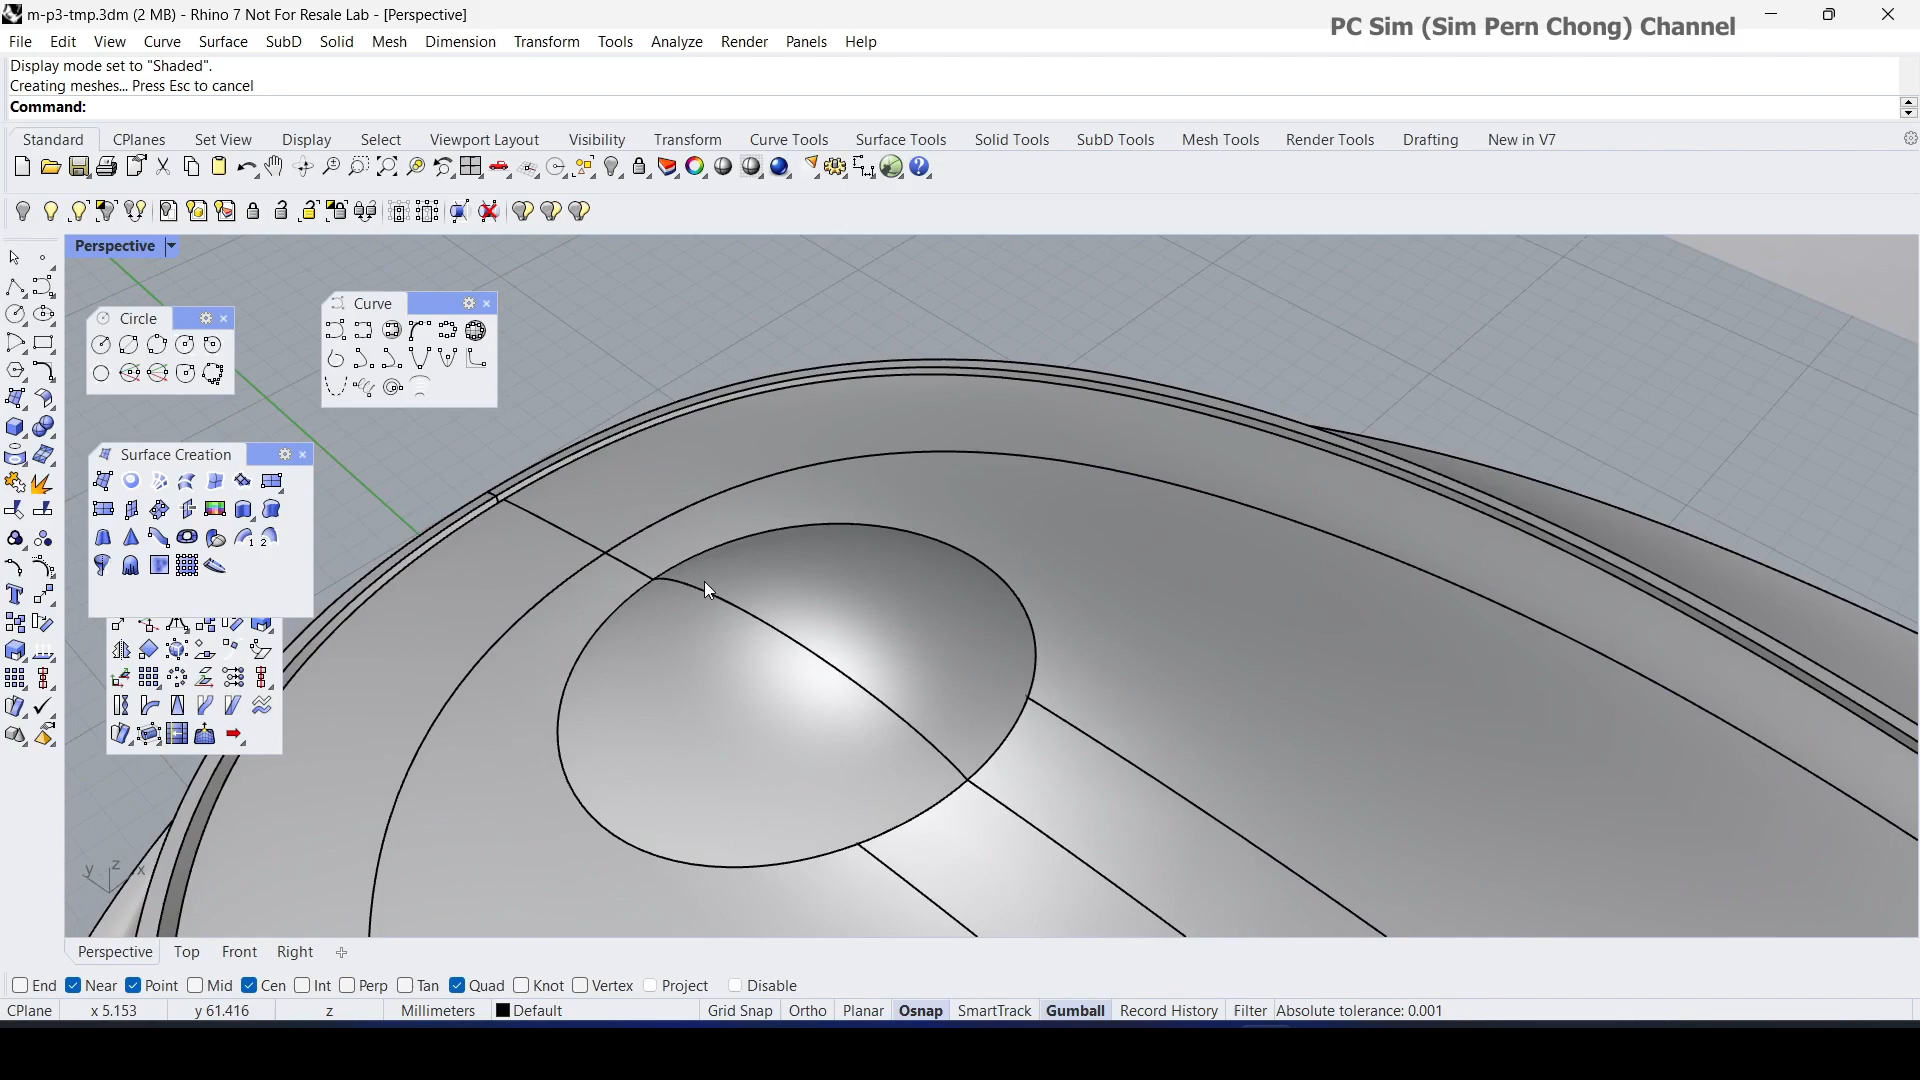 m-p3-tmp.3dm (2 MB) - Rhino 7 Not For Resale Lab - [Perspective]
PC Sim (Sim Pern Chong) Channel
File Edit View Curve Surface SubD Solid Mesh Dimension Transform Tools Analyze Render Panels Help
Display mode set to "Shaded".
Creating meshes... Press Esc to cancel
Command:
Standard CPlanes Set View Display Select Viewport Layout Visibility Transform Curve Tools Surface Tools Solid Tools SubD Tools Mesh Tools Render Tools Drafting New in V7
Perspective
Curve
Circle
Surface Creation
y z x
Perspective Top Front Right
End Near Point Mid Cen Int Perp Tan Quad Knot Vertex Project Disable
CPlane x 5.153 y 61.416 z Millimeters Default Grid Snap Ortho Planar Osnap SmartTrack Gumball Record History Filter Absolute tolerance: 0.001